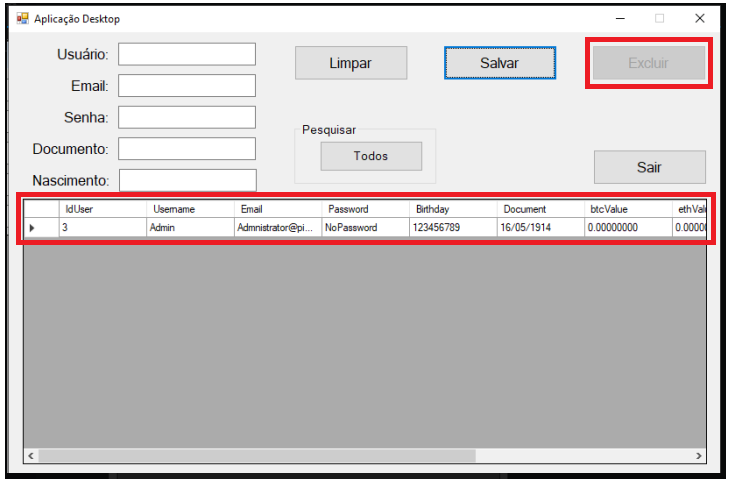 Aplicação Desktop
Usuário:
Limpar
Salvar
Excluir
Email:
Senha:
Pesquisar
Documento:
Todos
Sair
Nascimento:
IdUser Username Email Password Birthday Document btcValue ethVal
3 Admin Admnistrator@pi... NoPassword 123456789 16/05/1914 0.00000000 0.0000